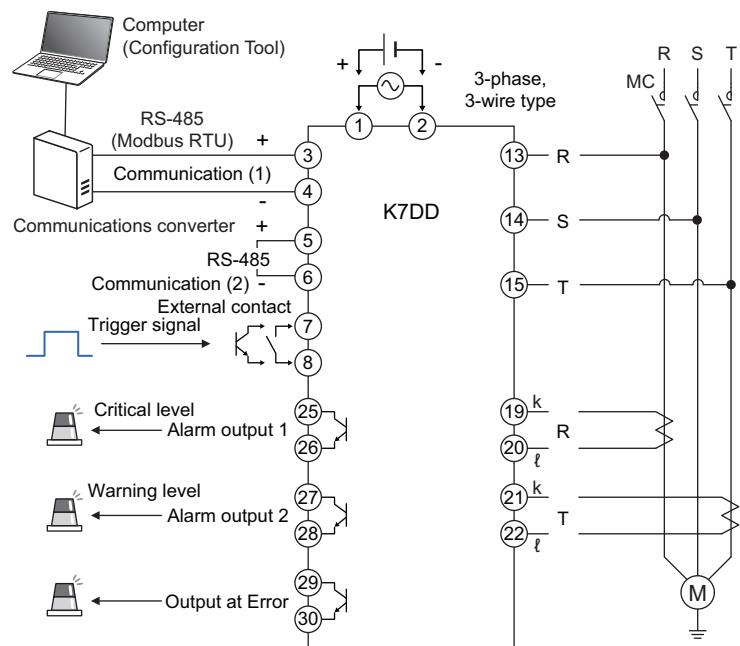 Computer
(Configuration Tool)
+
-
3-phase,
3-wire type
R S T
MC
RS-485
(Modbus RTU)
+
1
2
3
13
R
Communication (1)
4
-
K7DD
Communications converter
+
5
14
S
RS-485
6
Communication (2)
-
15
T
External contact
Trigger signal
7
8
Critical level
25
19
k
Alarm output 1
R
26
20
ℓ
Warning level
27
21
k
Alarm output 2
T
28
22
ℓ
29
Output at Error
30
M